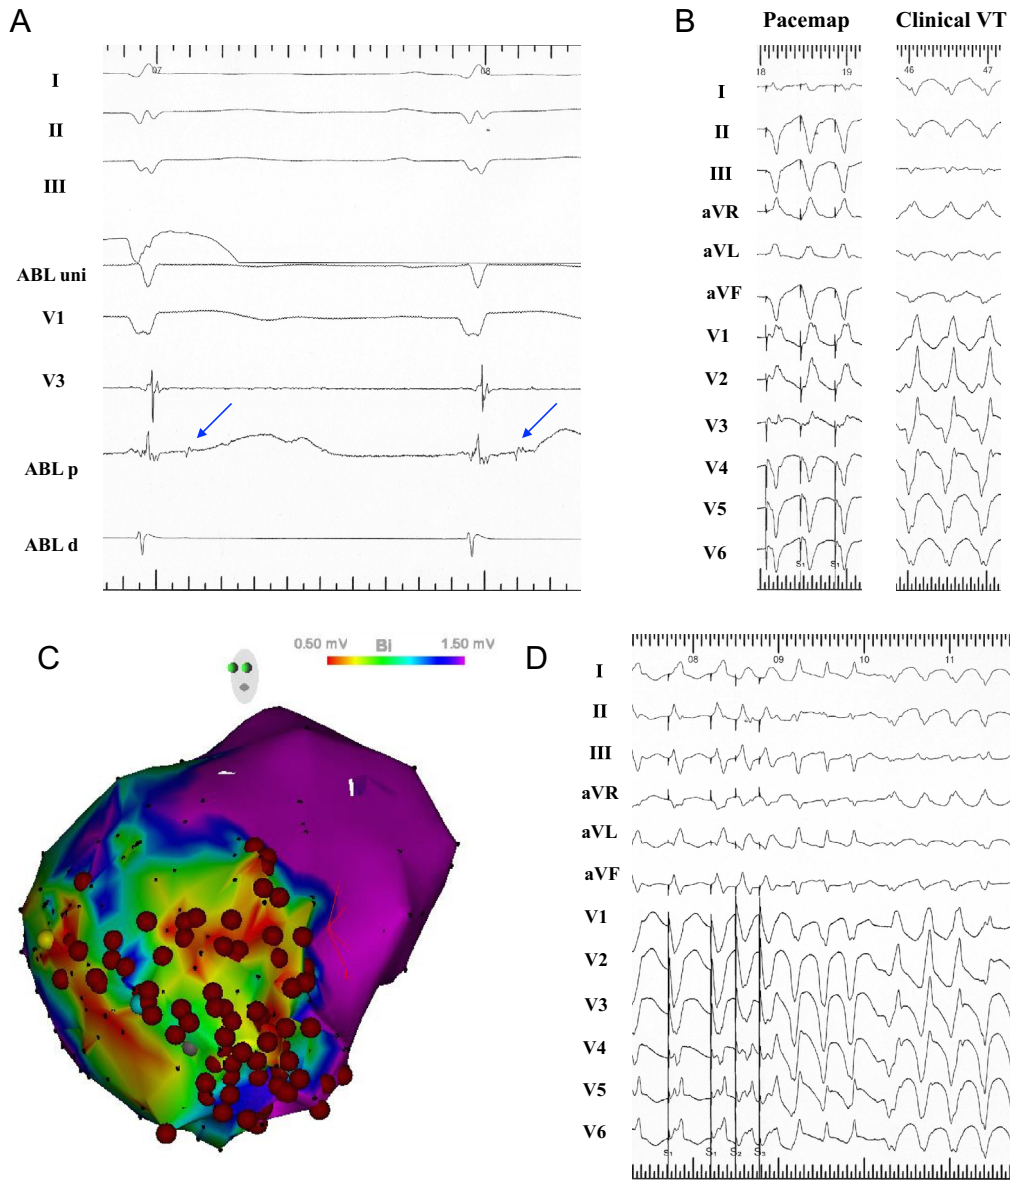 A
07
08
I
II
III
ABL uni
V1
V3
ABL p
ABL d
B
Pacemap
Clinical VT
18
19
46
47
I
II
III
aVR
aVL
aVF
V1
V2
V3
V4
V5
V6
S1
S1
C
0.50 mV
Bi
1.50 mV
D
08
09
10
11
I
II
III
aVR
aVL
aVF
V1
V2
V3
V4
V5
V6
S1
S1
S2
S3